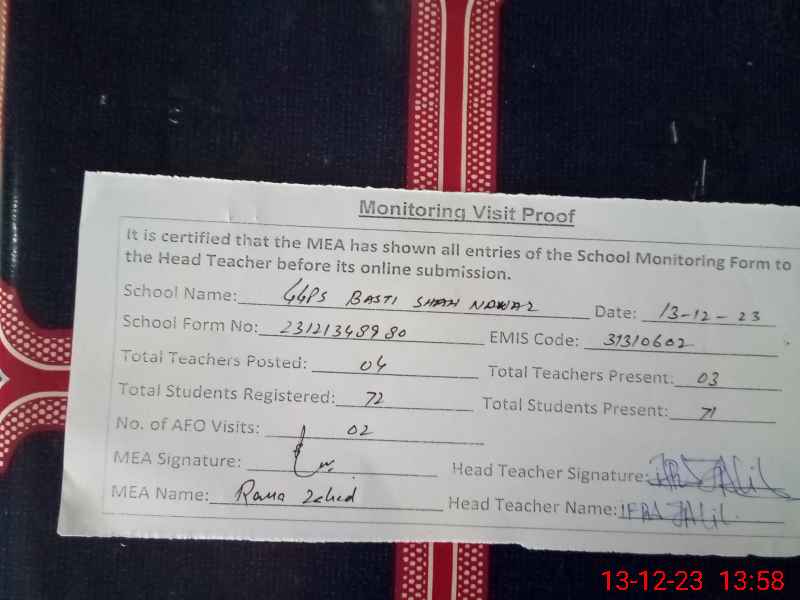 Monitoring Visit Proof
It is certified that the MEA has shown all entries of the School Monitoring Form to
the Head Teacher before its online submission.
School Name: GGPS BASTI SHAH NAWAZ Date: 13-12-23
School Form No: 23121348980 EMIS Code: 31310602
Total Teachers Posted: 04 Total Teachers Present: 03
Total Students Registered: 72 Total Students Present: 71
No. of AFO Visits: 02
MEA Signature: Head Teacher Signature:
MEA Name: Rana Zahid Head Teacher Name: JAlil
13-12-23 13:58